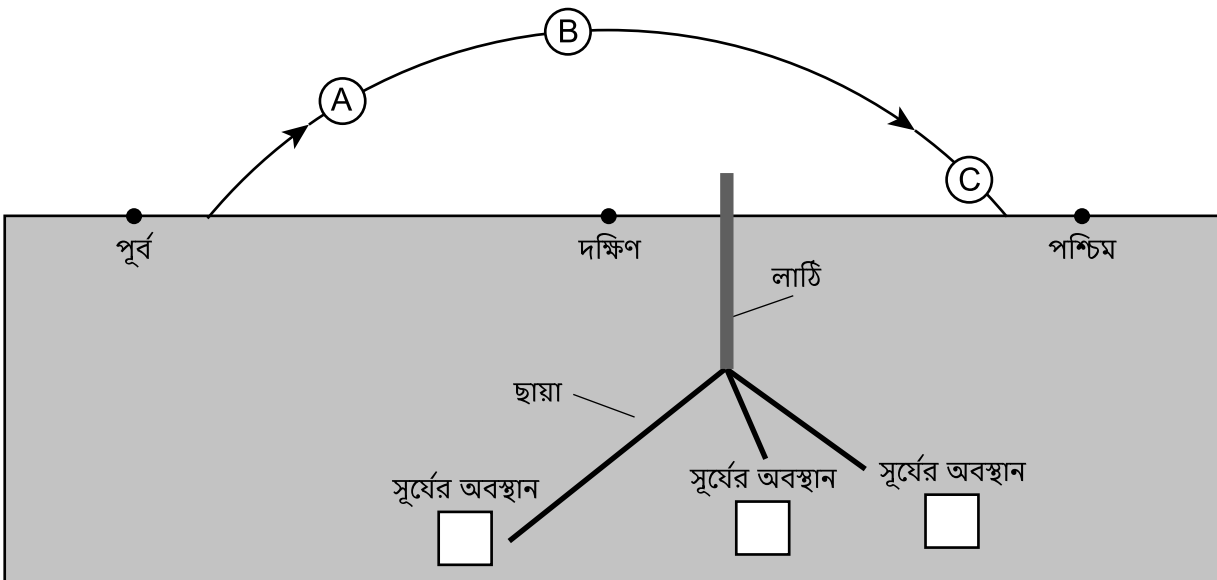 B
A
C
পূর্ব
দক্ষিণ
পশ্চিম
লাঠি
ছায়া
সূর্যের অবস্থান
সূর্যের অবস্থান
সূর্যের অবস্থান